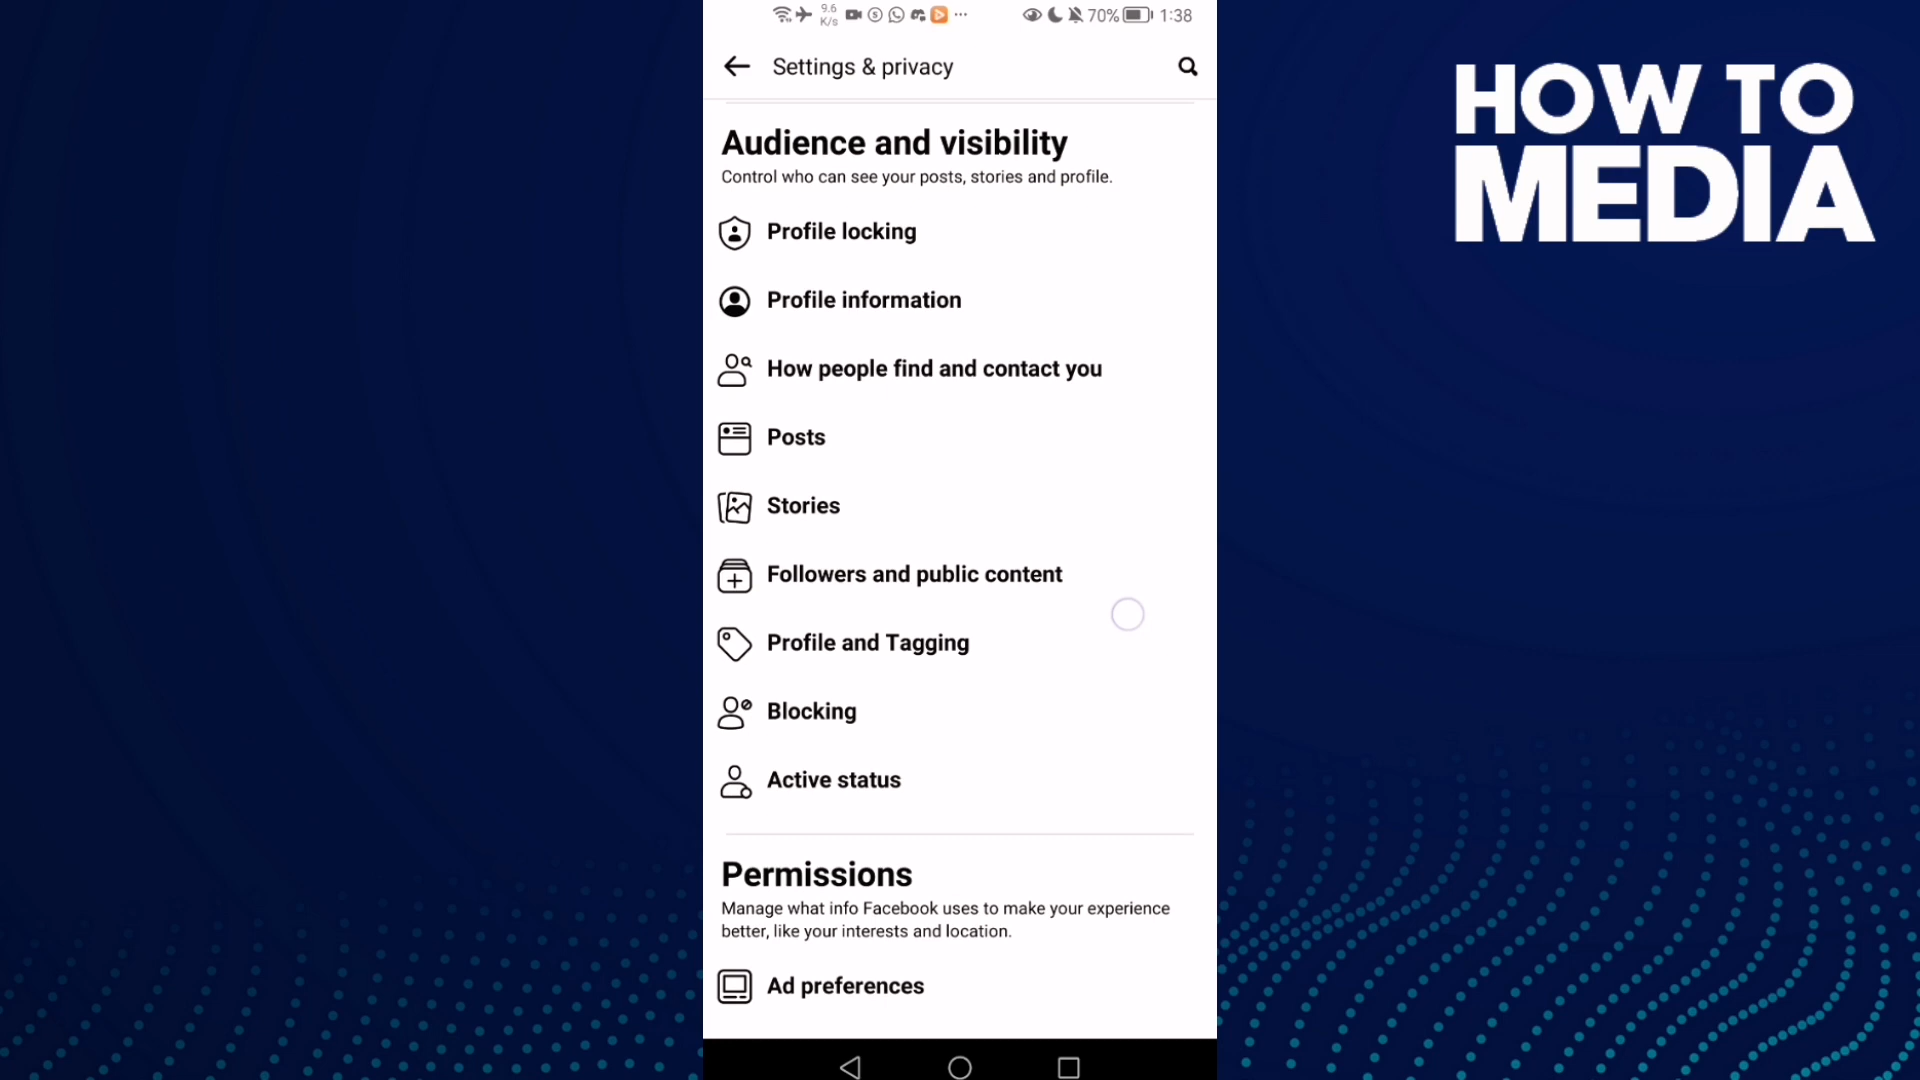 9.6
K/s
70%
1:38
Settings & privacy
HOW TO
MEDIA
Audience and visibility
Control who can see your posts, stories and profile.
Profile locking
Profile information
How people find and contact you
Posts
Stories
Followers and public content
Profile and Tagging
Blocking
Active status
Permissions
Manage what info Facebook uses to make your experience
better, like your interests and location.
Ad preferences